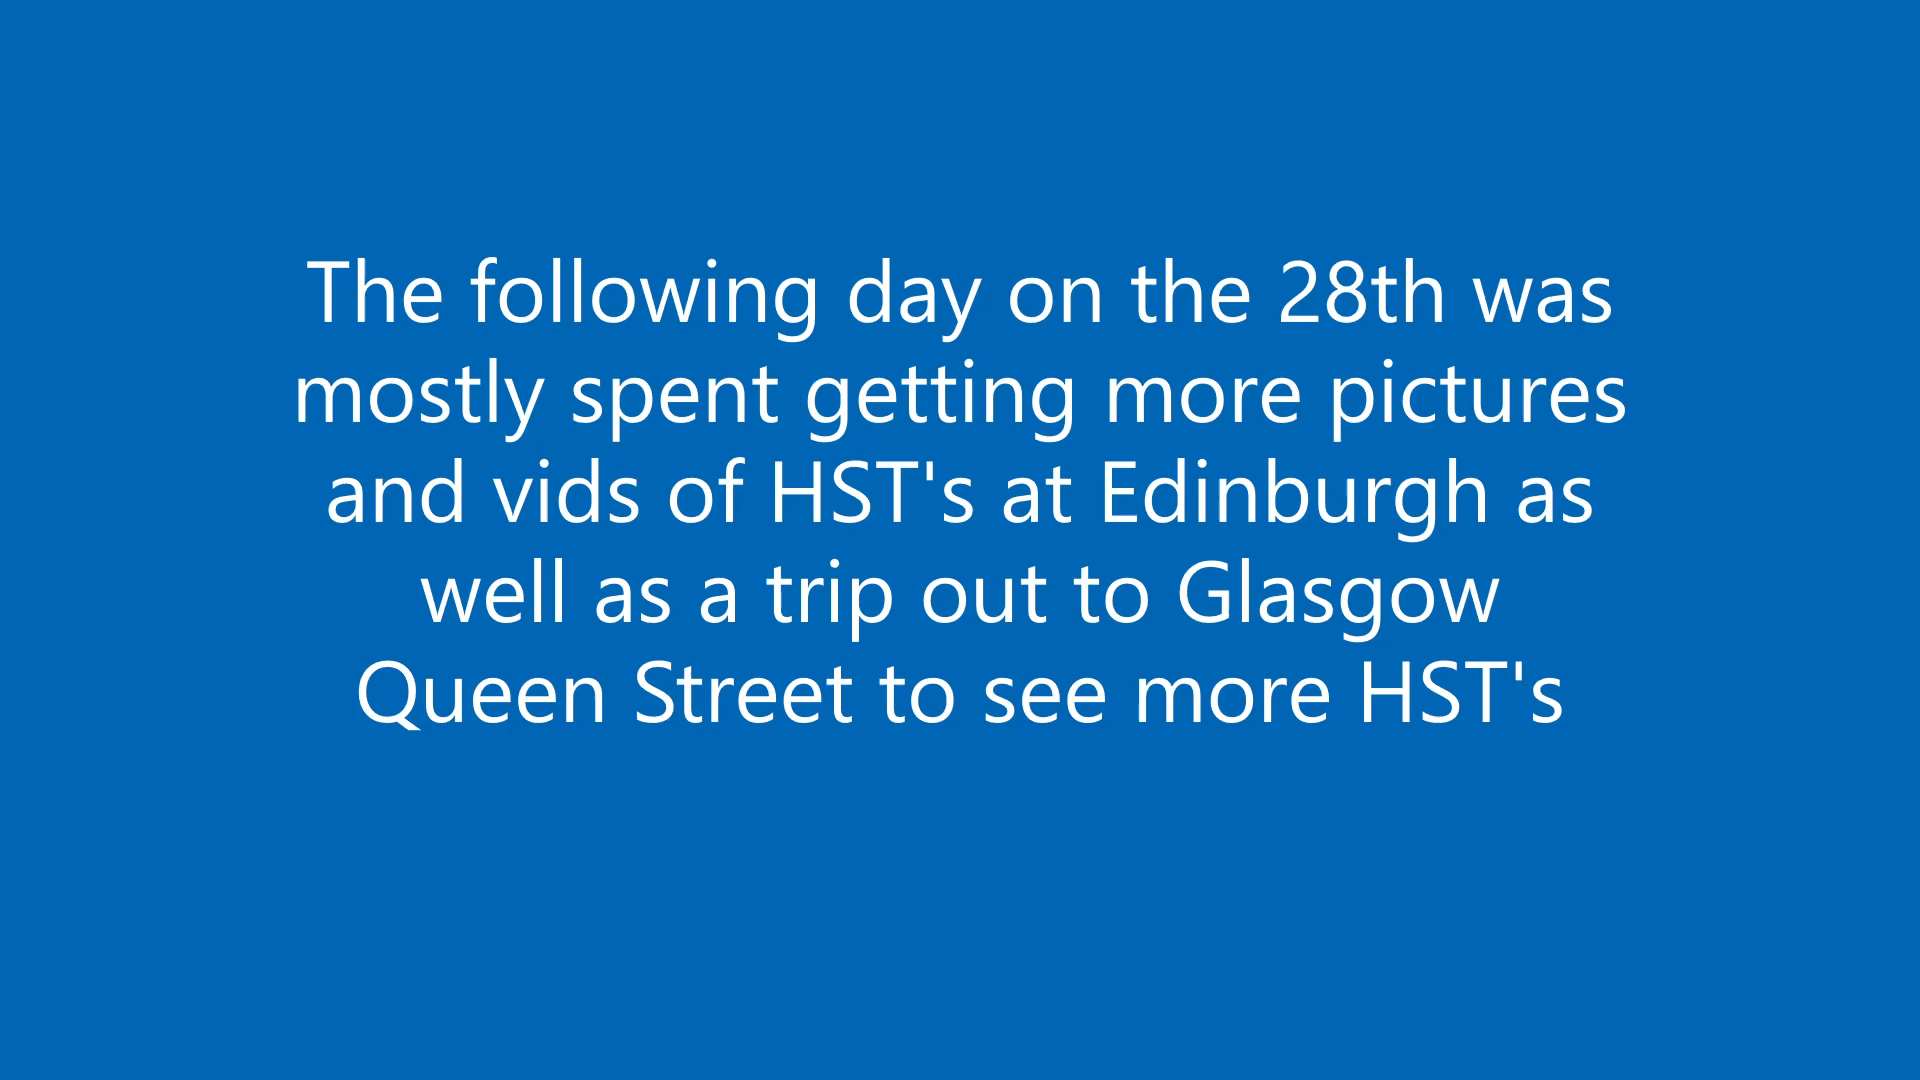 The following day on the 28th was
mostly spent getting more pictures
and vids of HST's at Edinburgh as
well as a trip out to Glasgow
Queen Street to see more HST's